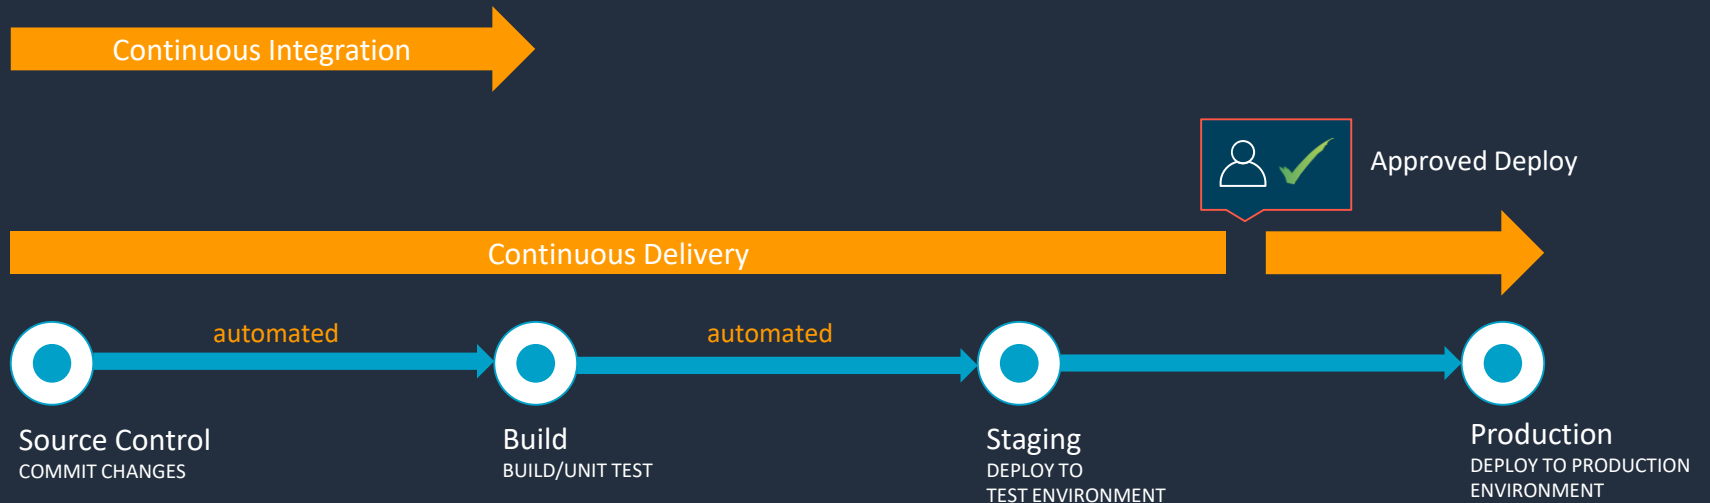 Continuous Integration
Approved Deploy
Continuous Delivery
automated
automated
Source Control
COMMIT CHANGES
Build
BUILD/UNIT TEST
Staging
DEPLOY TO
TEST ENVIRONMENT
Production
DEPLOY TO PRODUCTION
ENVIRONMENT